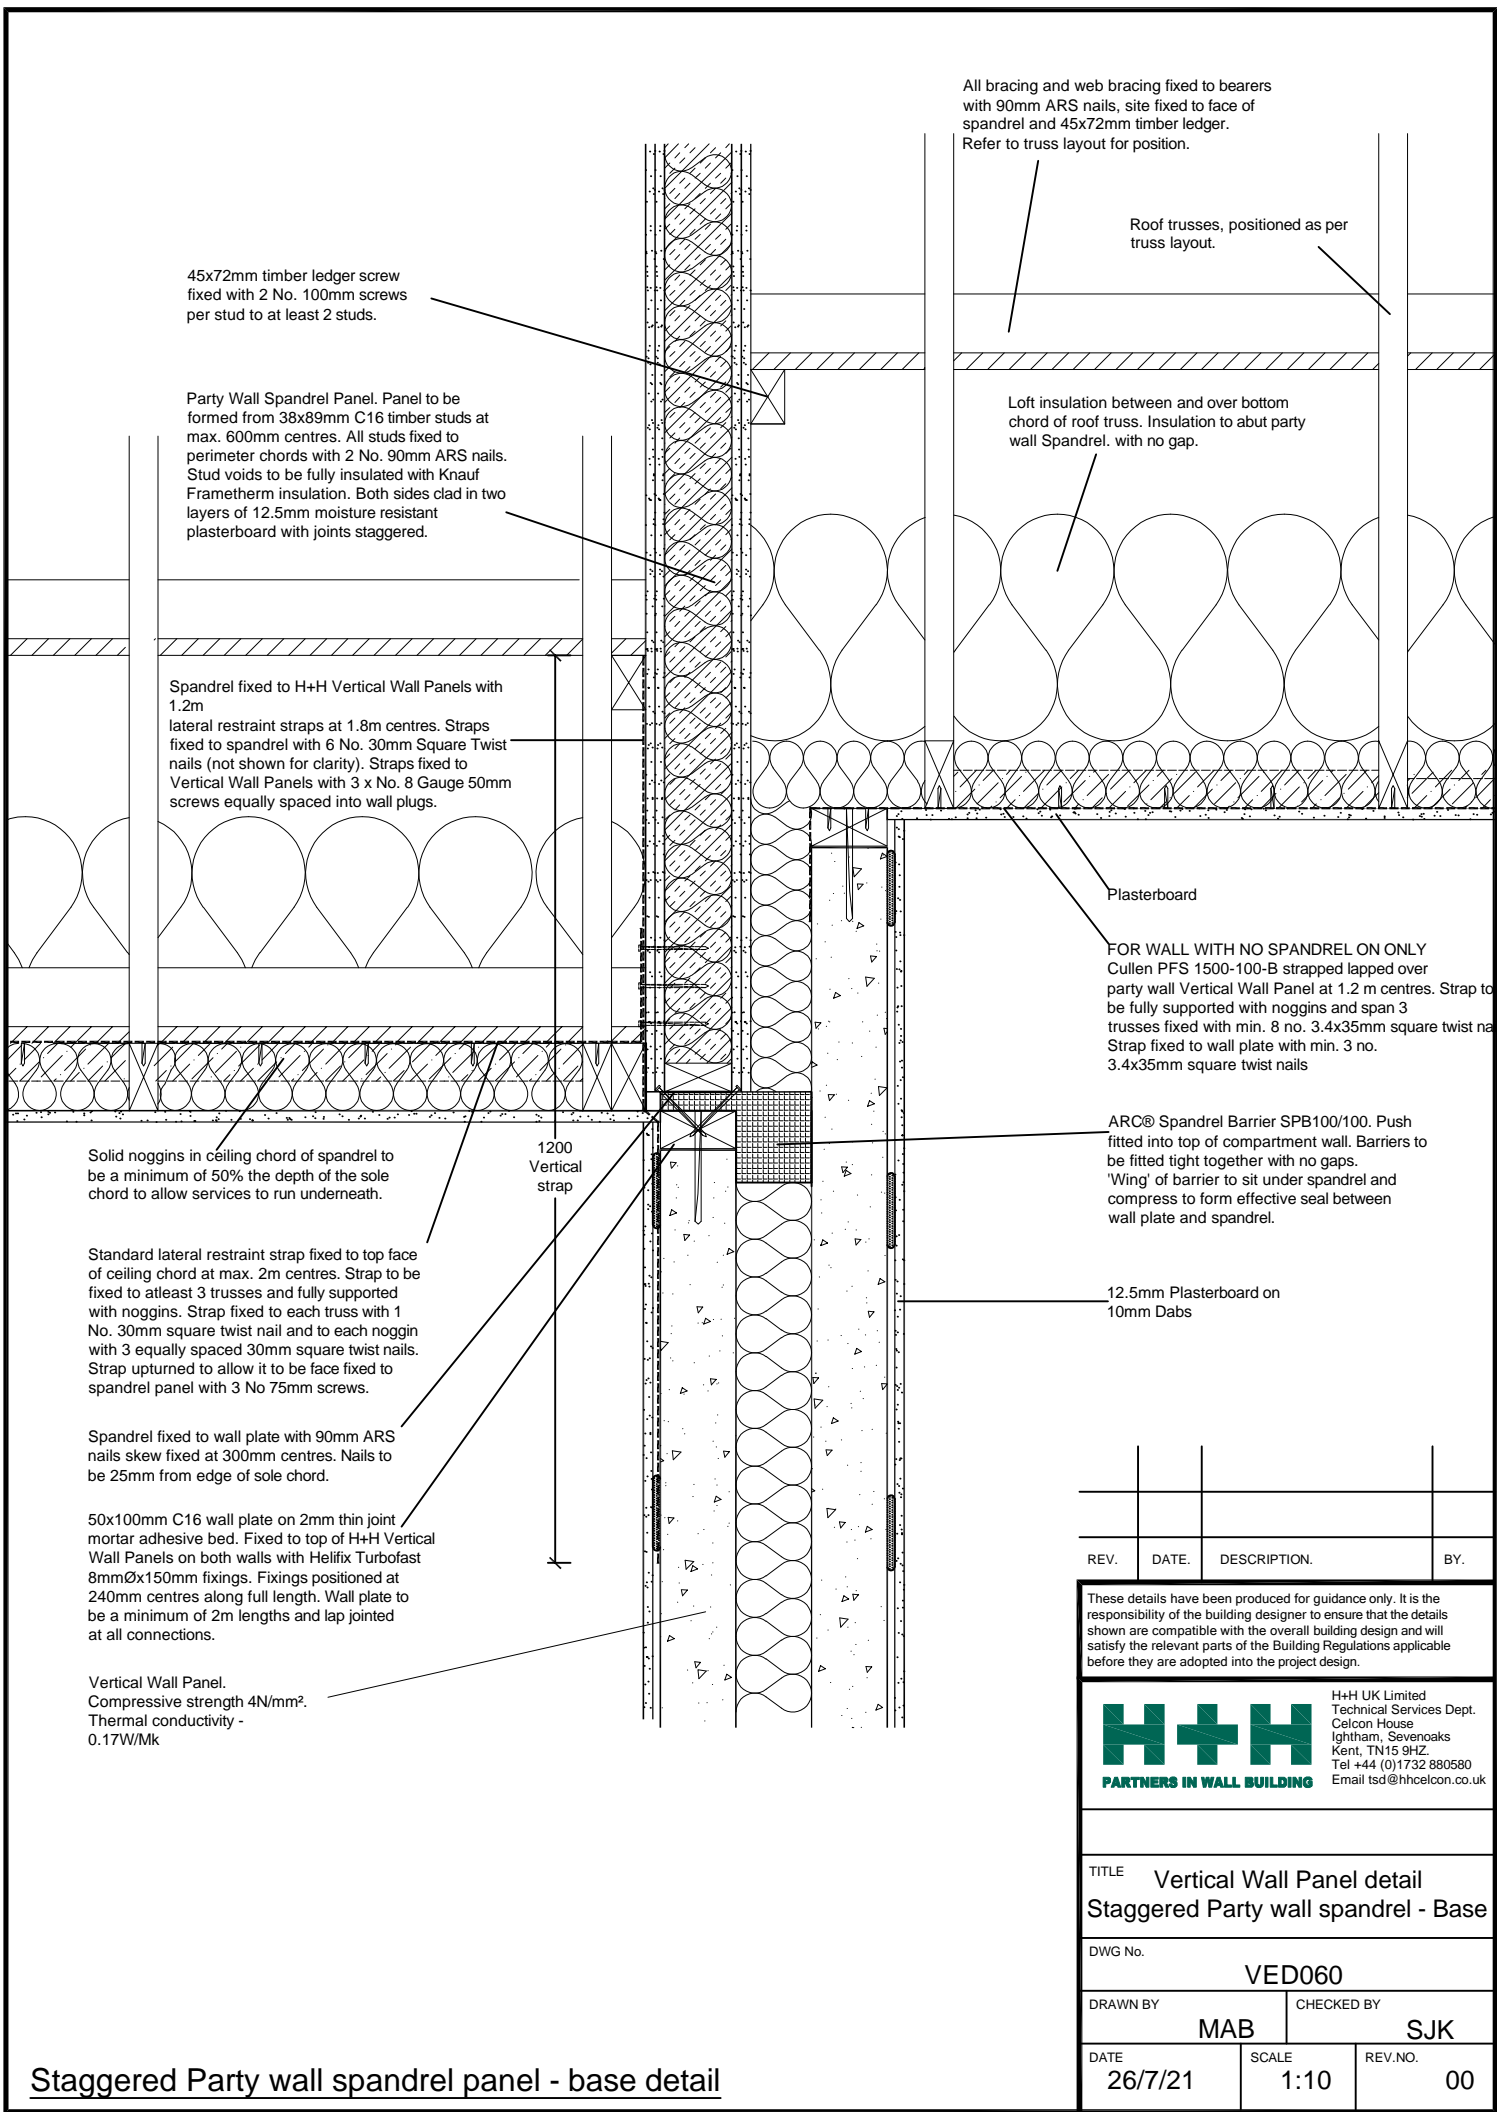 All bracing and web bracing fixed to bearers
with 90mm ARS nails, site fixed to face of
spandrel and 45x72mm timber ledger.
Refer to truss layout for position.
Roof trusses, positioned as per
truss layout.
45x72mm timber ledger screw
fixed with 2 No. 100mm screws
per stud to at least 2 studs.
Party Wall Spandrel Panel. Panel to be
formed from 38x89mm C16 timber studs at
max. 600mm centres. All studs fixed to
perimeter chords with 2 No. 90mm ARS nails.
Stud voids to be fully insulated with Knauf
Frametherm insulation. Both sides clad in two
layers of 12.5mm moisture resistant
plasterboard with joints staggered.
Loft insulation between and over bottom
chord of roof truss. Insulation to abut party
wall Spandrel. with no gap.
Spandrel fixed to H+H Vertical Wall Panels with
1.2m
lateral restraint straps at 1.8m centres. Straps
fixed to spandrel with 6 No. 30mm Square Twist
nails (not shown for clarity). Straps fixed to
Vertical Wall Panels with 3 x No. 8 Gauge 50mm
screws equally spaced into wall plugs.
Plasterboard
FOR WALL WITH NO SPANDREL ON ONLY
Cullen PFS 1500-100-B strapped lapped over
party wall Vertical Wall Panel at 1.2 m centres. Strap to
be fully supported with noggins and span 3
trusses fixed with min. 8 no. 3.4x35mm square twist na
Strap fixed to wall plate with min. 3 no.
3.4x35mm square twist nails
ARC® Spandrel Barrier SPB100/100. Push
fitted into top of compartment wall. Barriers to
be fitted tight together with no gaps.
'Wing' of barrier to sit under spandrel and
compress to form effective seal between
wall plate and spandrel.
1200
Vertical
strap
Solid noggins in ceiling chord of spandrel to
be a minimum of 50% the depth of the sole
chord to allow services to run underneath.
Standard lateral restraint strap fixed to top face
of ceiling chord at max. 2m centres. Strap to be
fixed to atleast 3 trusses and fully supported
with noggins. Strap fixed to each truss with 1
No. 30mm square twist nail and to each noggin
with 3 equally spaced 30mm square twist nails.
Strap upturned to allow it to be face fixed to
spandrel panel with 3 No 75mm screws.
12.5mm Plasterboard on
10mm Dabs
Spandrel fixed to wall plate with 90mm ARS
nails skew fixed at 300mm centres. Nails to
be 25mm from edge of sole chord.
50x100mm C16 wall plate on 2mm thin joint
mortar adhesive bed. Fixed to top of H+H Vertical
Wall Panels on both walls with Helifix Turbofast
8mmØx150mm fixings. Fixings positioned at
240mm centres along full length. Wall plate to
be a minimum of 2m lengths and lap jointed
at all connections.
Vertical Wall Panel.
Compressive strength 4N/mm².
Thermal conductivity -
0.17W/Mk
REV. DATE. DESCRIPTION. BY.
These details have been produced for guidance only. It is the
responsibility of the building designer to ensure that the details
shown are compatible with the overall building design and will
satisfy the relevant parts of the Building Regulations applicable
before they are adopted into the project design.
H+H
PARTNERS IN WALL BUILDING
H+H UK Limited
Technical Services Dept.
Celcon House
Ightham, Sevenoaks
Kent, TN15 9HZ.
Tel +44 (0)1732 880580
Email tsd@hhcelcon.co.uk
TITLE Vertical Wall Panel detail
Staggered Party wall spandrel - Base
DWG No.
VED060
DRAWN BY CHECKED BY
MAB SJK
DATE SCALE REV.NO.
26/7/21 1:10 00
Staggered Party wall spandrel panel - base detail